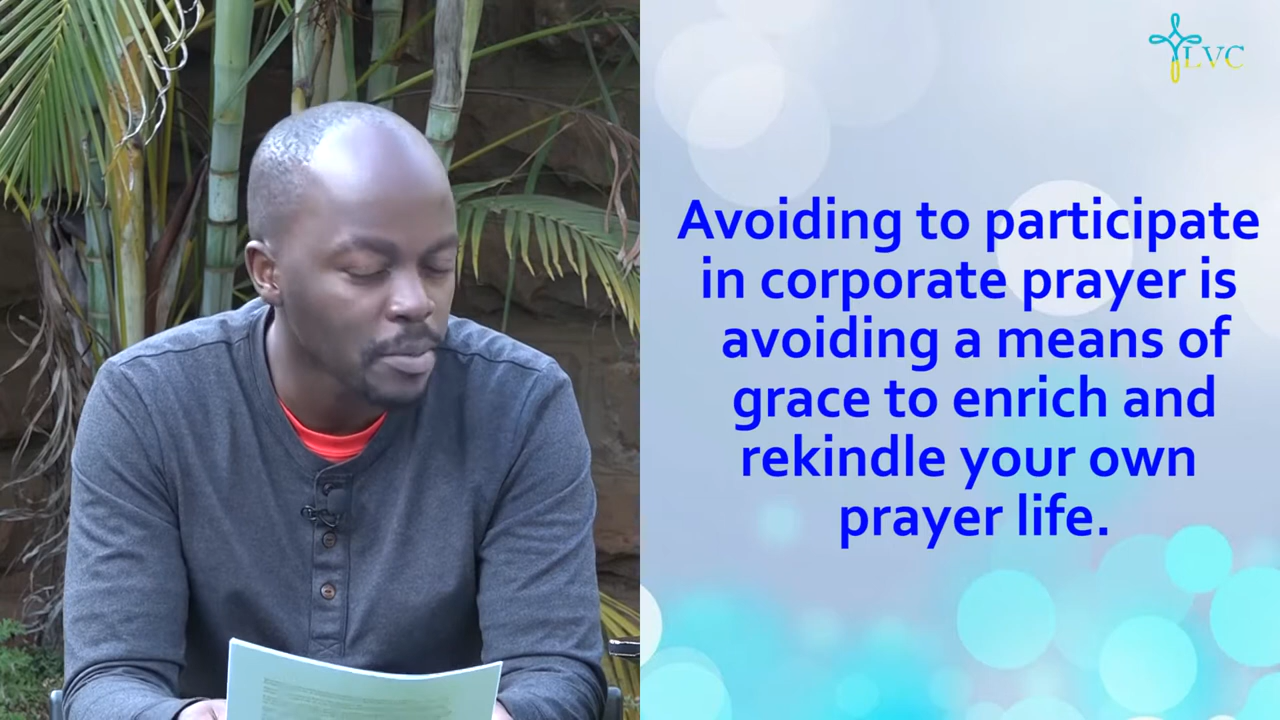 LVC
Avoiding to participate
in corporate prayer is
avoiding a means of
grace to enrich and
rekindle your own
prayer life.